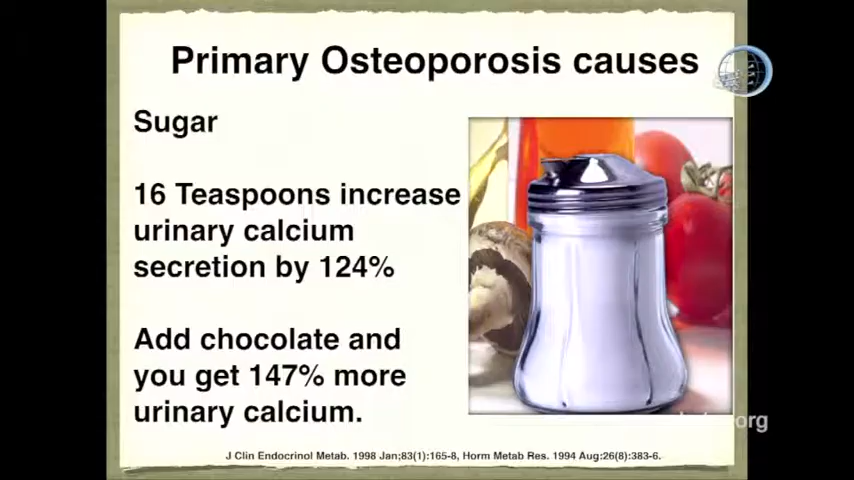 Primary Osteoporosis causes
Sugar
16 Teaspoons increase
urinary calcium
secretion by 124%
Add chocolate and
you get 147% more
urinary calcium.
J Clin Endocrinol Metab. 1998 Jan;83(1):165-8, Horm Metab Res. 1994 Aug:26(8):383-6.